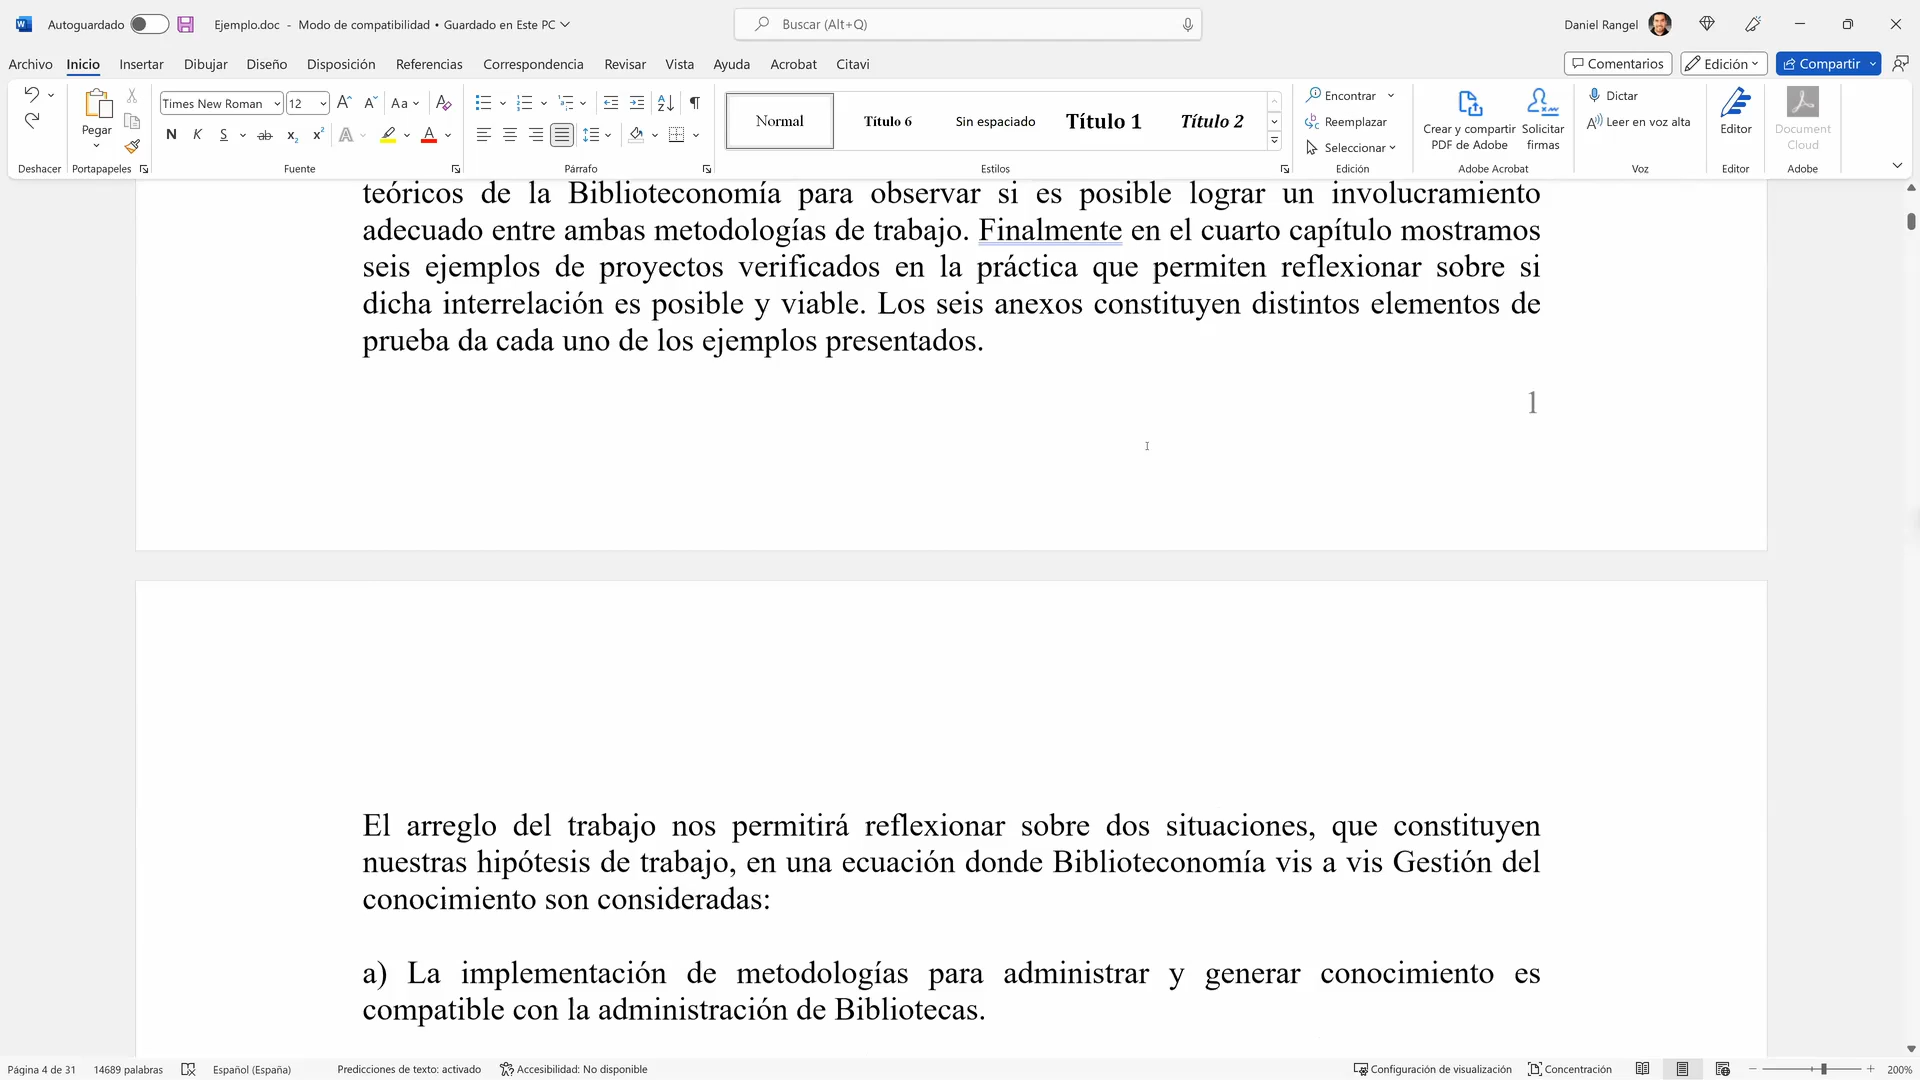 Autoguardado Ejemplo.doc - Modo de compatibilidad • Guardado en Este PC Buscar (Alt+Q) Daniel Rangel
Archivo Inicio Insertar Dibujar Diseño Disposición Referencias Correspondencia Revisar Vista Ayuda Acrobat Citavi Comentarios Edición Compartir
Pegar
Times New Roman 12 Aa
N K S ab x₂ x² A A
Normal Título 6 Sin espaciado Título 1 Título 2
Encontrar
Reemplazar
Seleccionar
Crear y compartir
PDF de Adobe
Solicitar
firmas
Dictar
Leer en voz alta
Editor
Document
Cloud
Deshacer Portapapeles Fuente Párrafo Estilos Edición Adobe Acrobat Voz Editor Adobe
teóricos de la Biblioteconomía para observar si es posible lograr un involucramiento
adecuado entre ambas metodologías de trabajo. Finalmente en el cuarto capítulo mostramos
seis ejemplos de proyectos verificados en la práctica que permiten reflexionar sobre si
dicha interrelación es posible y viable. Los seis anexos constituyen distintos elementos de
prueba da cada uno de los ejemplos presentados.
1
El arreglo del trabajo nos permitirá reflexionar sobre dos situaciones, que constituyen
nuestras hipótesis de trabajo, en una ecuación donde Biblioteconomía vis a vis Gestión del
conocimiento son consideradas:
a) La implementación de metodologías para administrar y generar conocimiento es
compatible con la administración de Bibliotecas.
Página 4 de 31 14689 palabras Español (España) Predicciones de texto: activado Accesibilidad: No disponible Configuración de visualización Concentración 200%